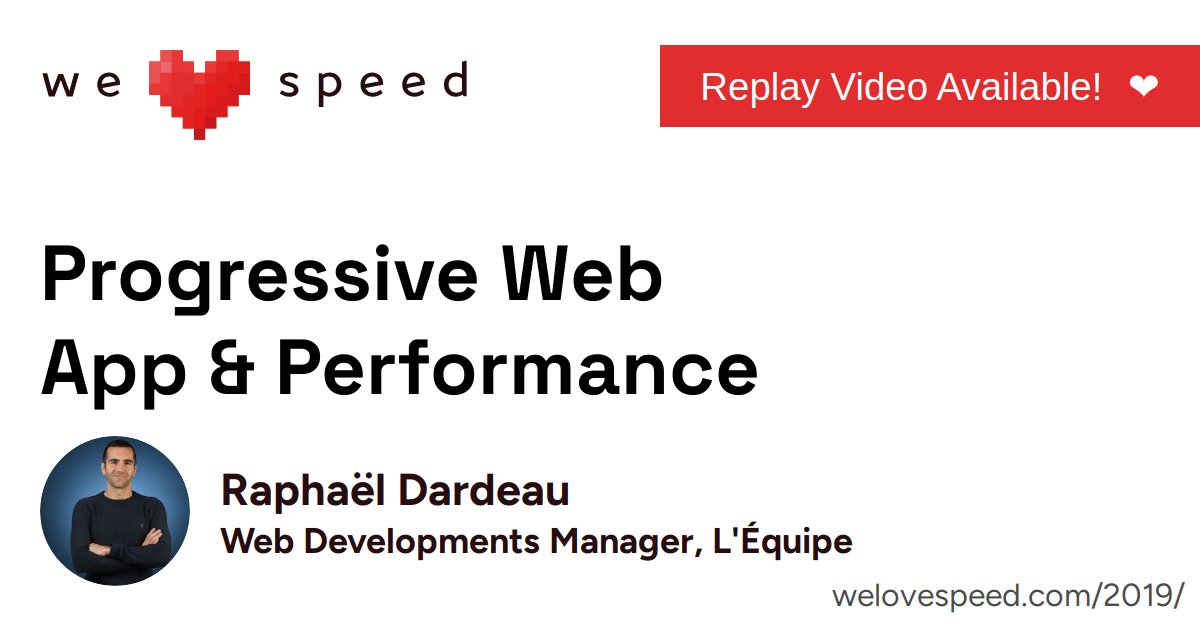 we ❤ speed
Replay Video Available! ❤
Progressive Web
App & Performance
Raphaël Dardeau
Web Developments Manager, L'Équipe
welovespeed.com/2019/